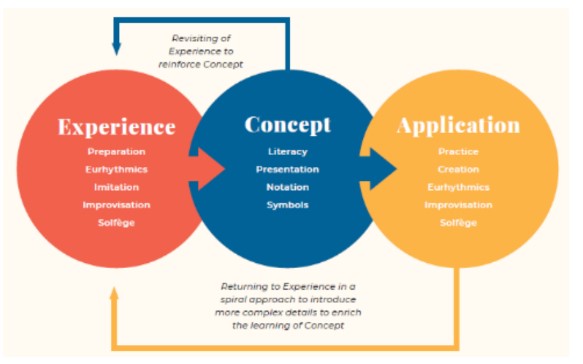 Revisiting of
Experience to
reinforce Concept
Experience
Preparation
Eurhythmics
Imitation
Improvisation
Solfège
Concept
Literacy
Presentation
Notation
Symbols
Application
Practice
Creation
Eurhythmics
Improvisation
Solfège
Returning to Experience in a
spiral approach to introduce
more complex details to enrich
the learning of Concept